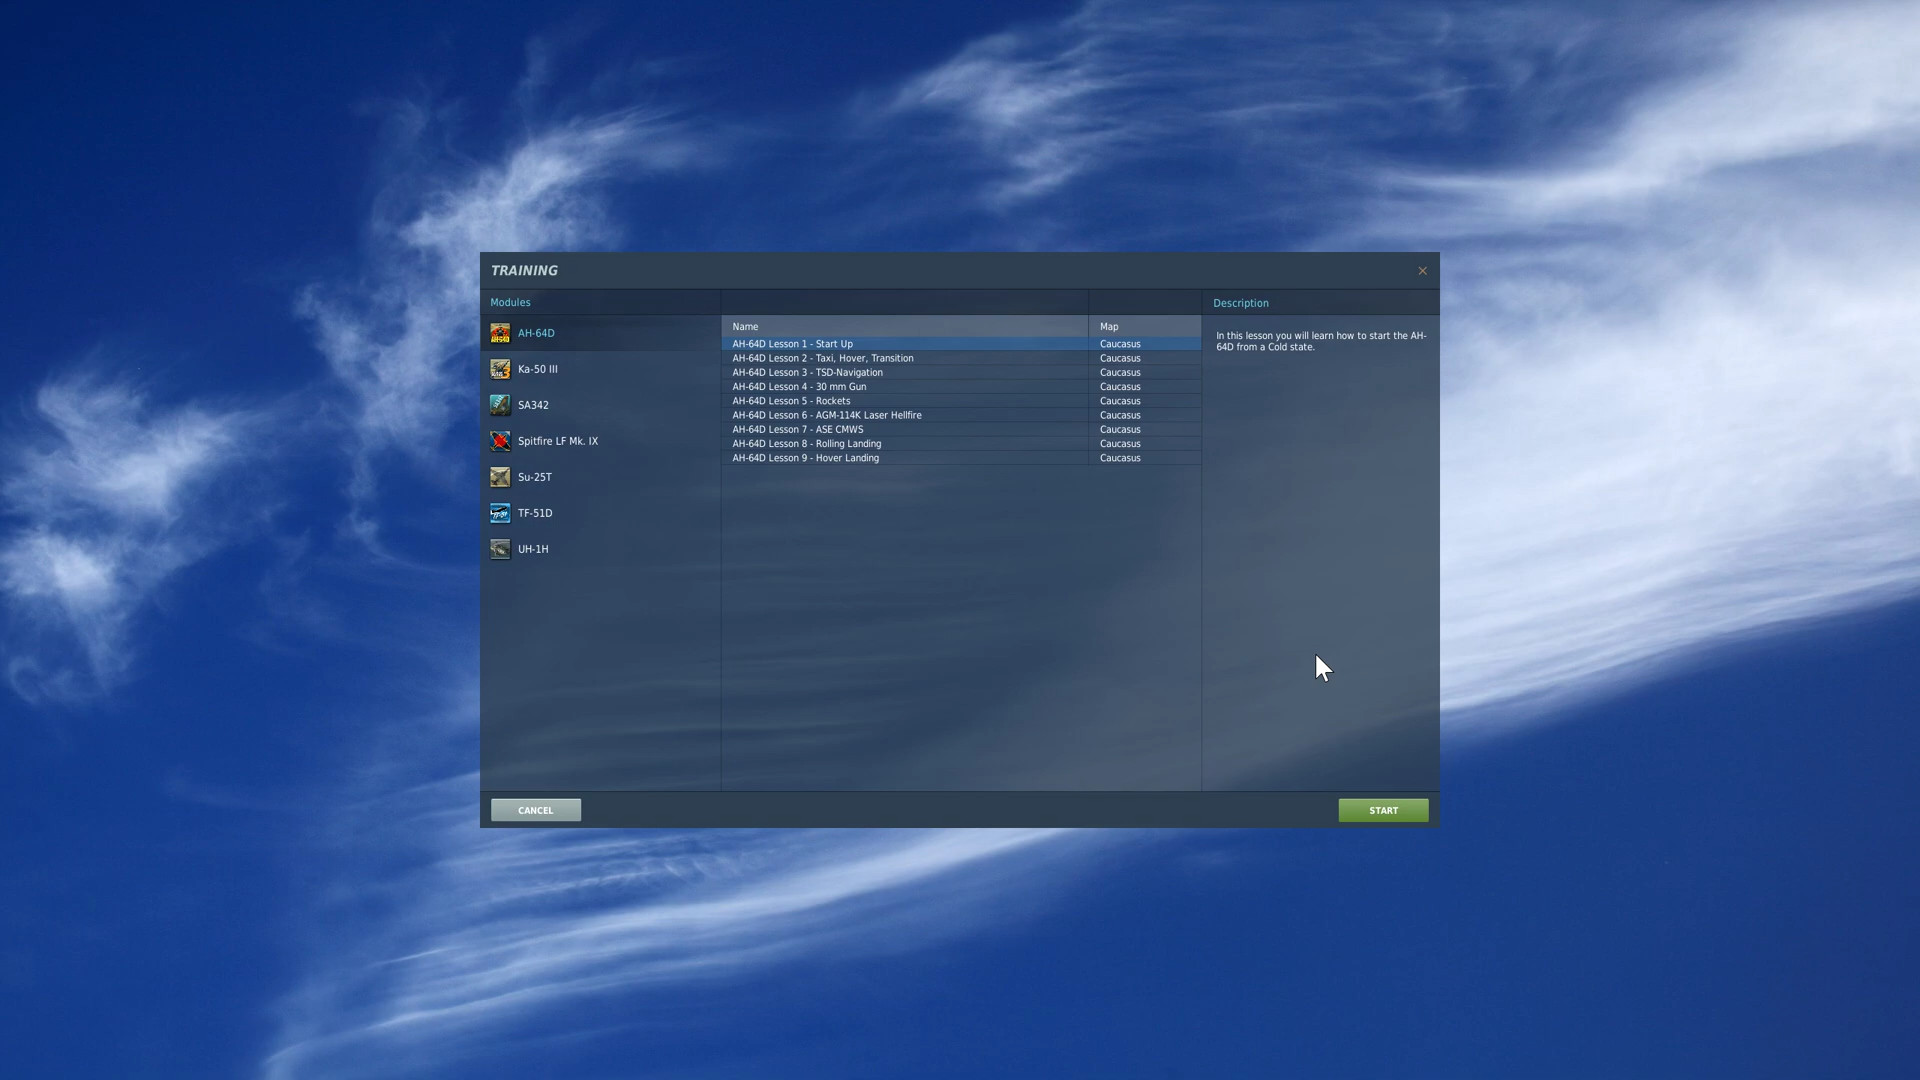 TRAINING
Modules
Description
AH-64D
Ka-50 III
SA342
Spitfire LF Mk. IX
Su-25T
TF-51D
UH-1H
Name Map
AH-64D Lesson 1 - Start Up Caucasus
AH-64D Lesson 2 - Taxi, Hover, Transition Caucasus
AH-64D Lesson 3 - TSD-Navigation Caucasus
AH-64D Lesson 4 - 30 mm Gun Caucasus
AH-64D Lesson 5 - Rockets Caucasus
AH-64D Lesson 6 - AGM-114K Laser Hellfire Caucasus
AH-64D Lesson 7 - ASE CMWS Caucasus
AH-64D Lesson 8 - Rolling Landing Caucasus
AH-64D Lesson 9 - Hover Landing Caucasus
In this lesson you will learn how to start the AH-
64D from a Cold state.
CANCEL
START